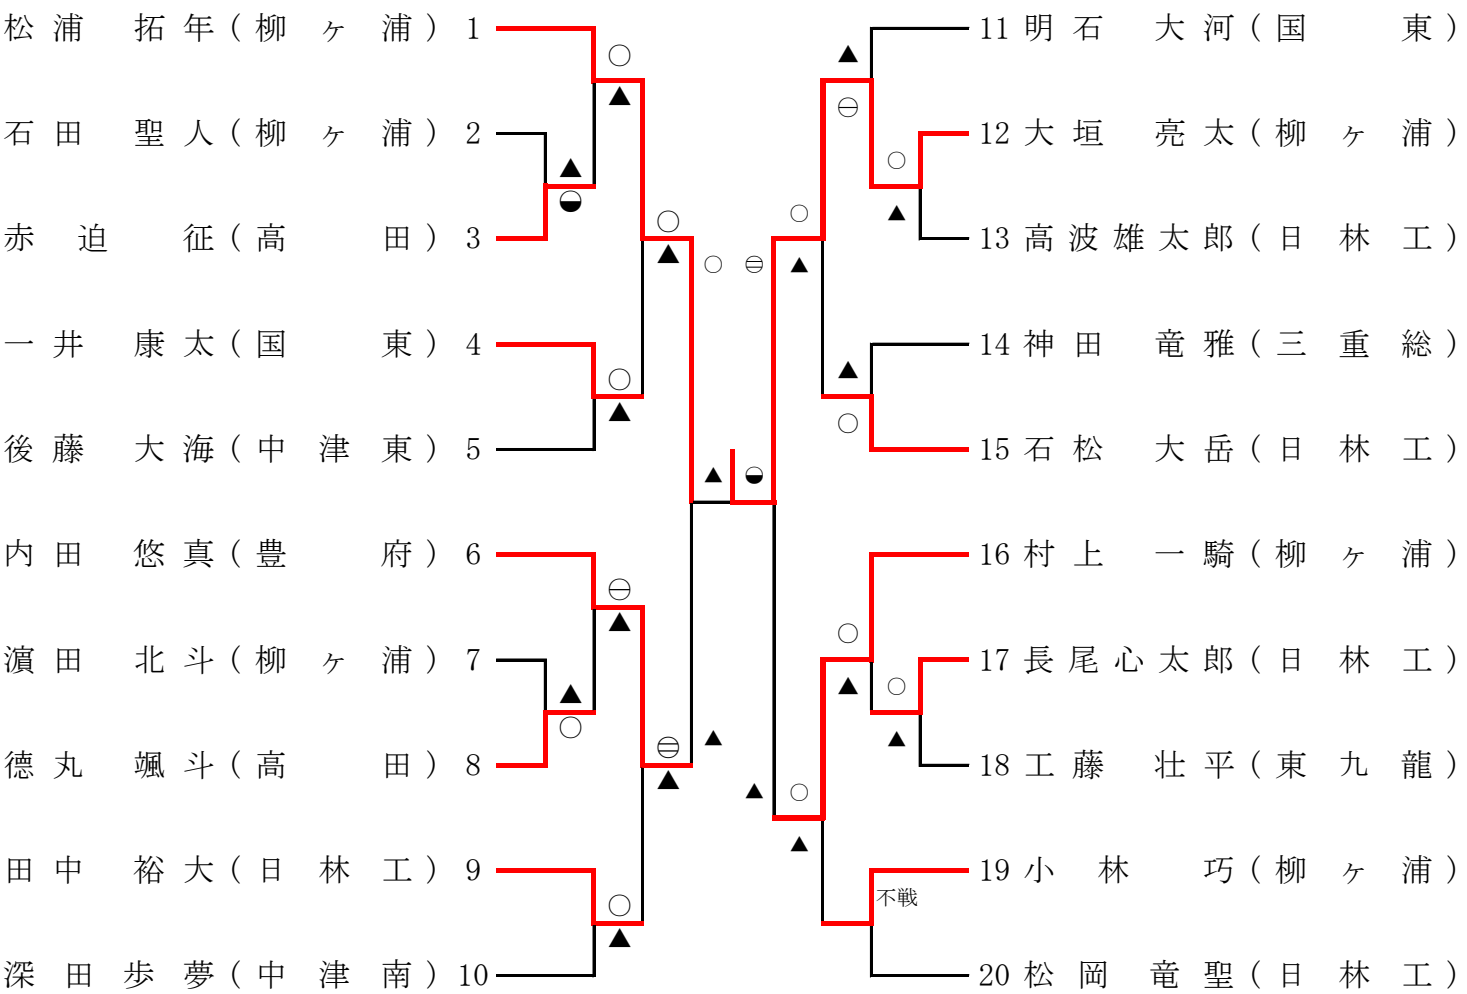 松浦 拓年(柳ヶ浦) 1
石田 聖人(柳ヶ浦) 2
赤迫 征(高田) 3
一井 康太(国東) 4
後藤 大海(中津東) 5
内田 悠真(豊府) 6
濵田 北斗(柳ヶ浦) 7
徳丸 颯斗(高田) 8
田中 裕大(日林工) 9
深田歩夢(中津南) 10
11 明石 大河(国東)
12 大垣 亮太(柳ヶ浦)
13 高波雄太郎(日林工)
14 神田 竜雅(三重総)
15 石松 大岳(日林工)
16 村上 一騎(柳ヶ浦)
17 長尾心太郎(日林工)
18 工藤 壮平(東九龍)
19 小林 巧(柳ヶ浦)
不戦
20 松岡 竜聖(日林工)